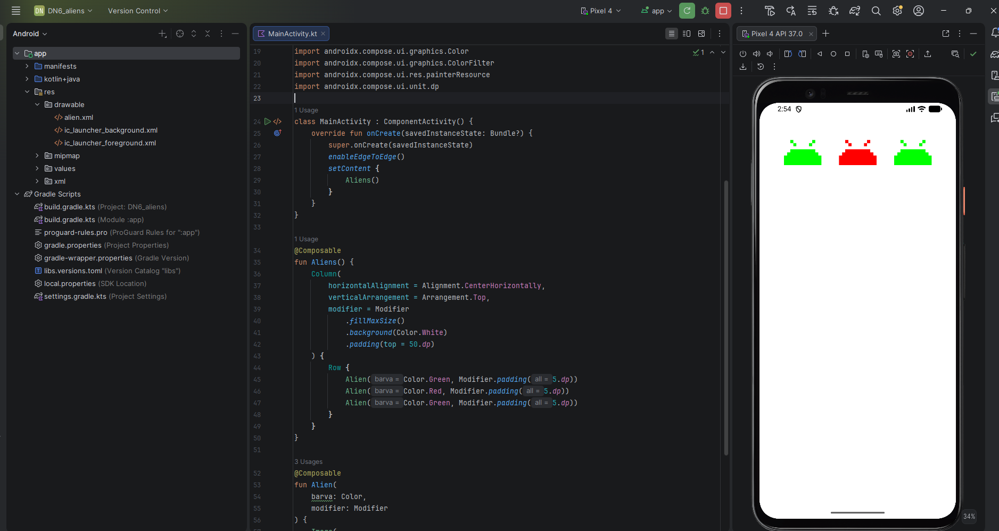 DN DN6_aliens Version Control Pixel 4 app
Android
app
manifests
kotlin+java
res
drawable
alien.xml
ic_launcher_background.xml
ic_launcher_foreground.xml
mipmap
values
xml
Gradle Scripts
build.gradle.kts (Project: DN6_aliens)
build.gradle.kts (Module :app)
proguard-rules.pro (ProGuard Rules for ":app")
gradle.properties (Project Properties)
gradle-wrapper.properties (Gradle Version)
libs.versions.toml (Version Catalog "libs")
local.properties (SDK Location)
settings.gradle.kts (Project Settings)
MainActivity.kt
1
19 import androidx.compose.ui.graphics.Color
20 import androidx.compose.ui.graphics.ColorFilter
21 import androidx.compose.ui.res.painterResource
22 import androidx.compose.ui.unit.dp
23
1 Usage
24 class MainActivity : ComponentActivity() {
25 override fun onCreate(savedInstanceState: Bundle?) {
26 super.onCreate(savedInstanceState)
27 enableEdgeToEdge()
28 setContent {
29 Aliens()
30 }
31 }
32 }
33
1 Usage
34 @Composable
35 fun Aliens() {
36 Column(
37 horizontalAlignment = Alignment.CenterHorizontally,
38 verticalArrangement = Arrangement.Top,
39 modifier = Modifier
40 .fillMaxSize()
41 .background(Color.White)
42 .padding(top = 50.dp)
43 ) {
44 Row {
45 Alien( barva = Color.Green, Modifier.padding( all = 5.dp))
46 Alien( barva = Color.Red, Modifier.padding( all = 5.dp))
47 Alien( barva = Color.Green, Modifier.padding( all = 5.dp))
48 }
49 }
50 }
51
3 Usages
52 @Composable
53 fun Alien(
54 barva: Color,
55 modifier: Modifier
56 ) {
Pixel 4 API 37.0
2:54
34%